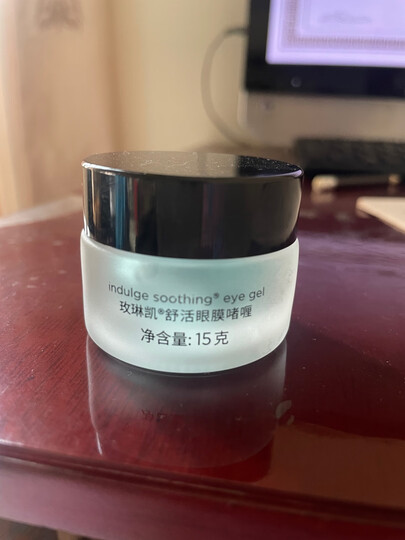 indulge soothing® eye gel
玫琳凯®舒活眼膜啫喱
净含量: 15克